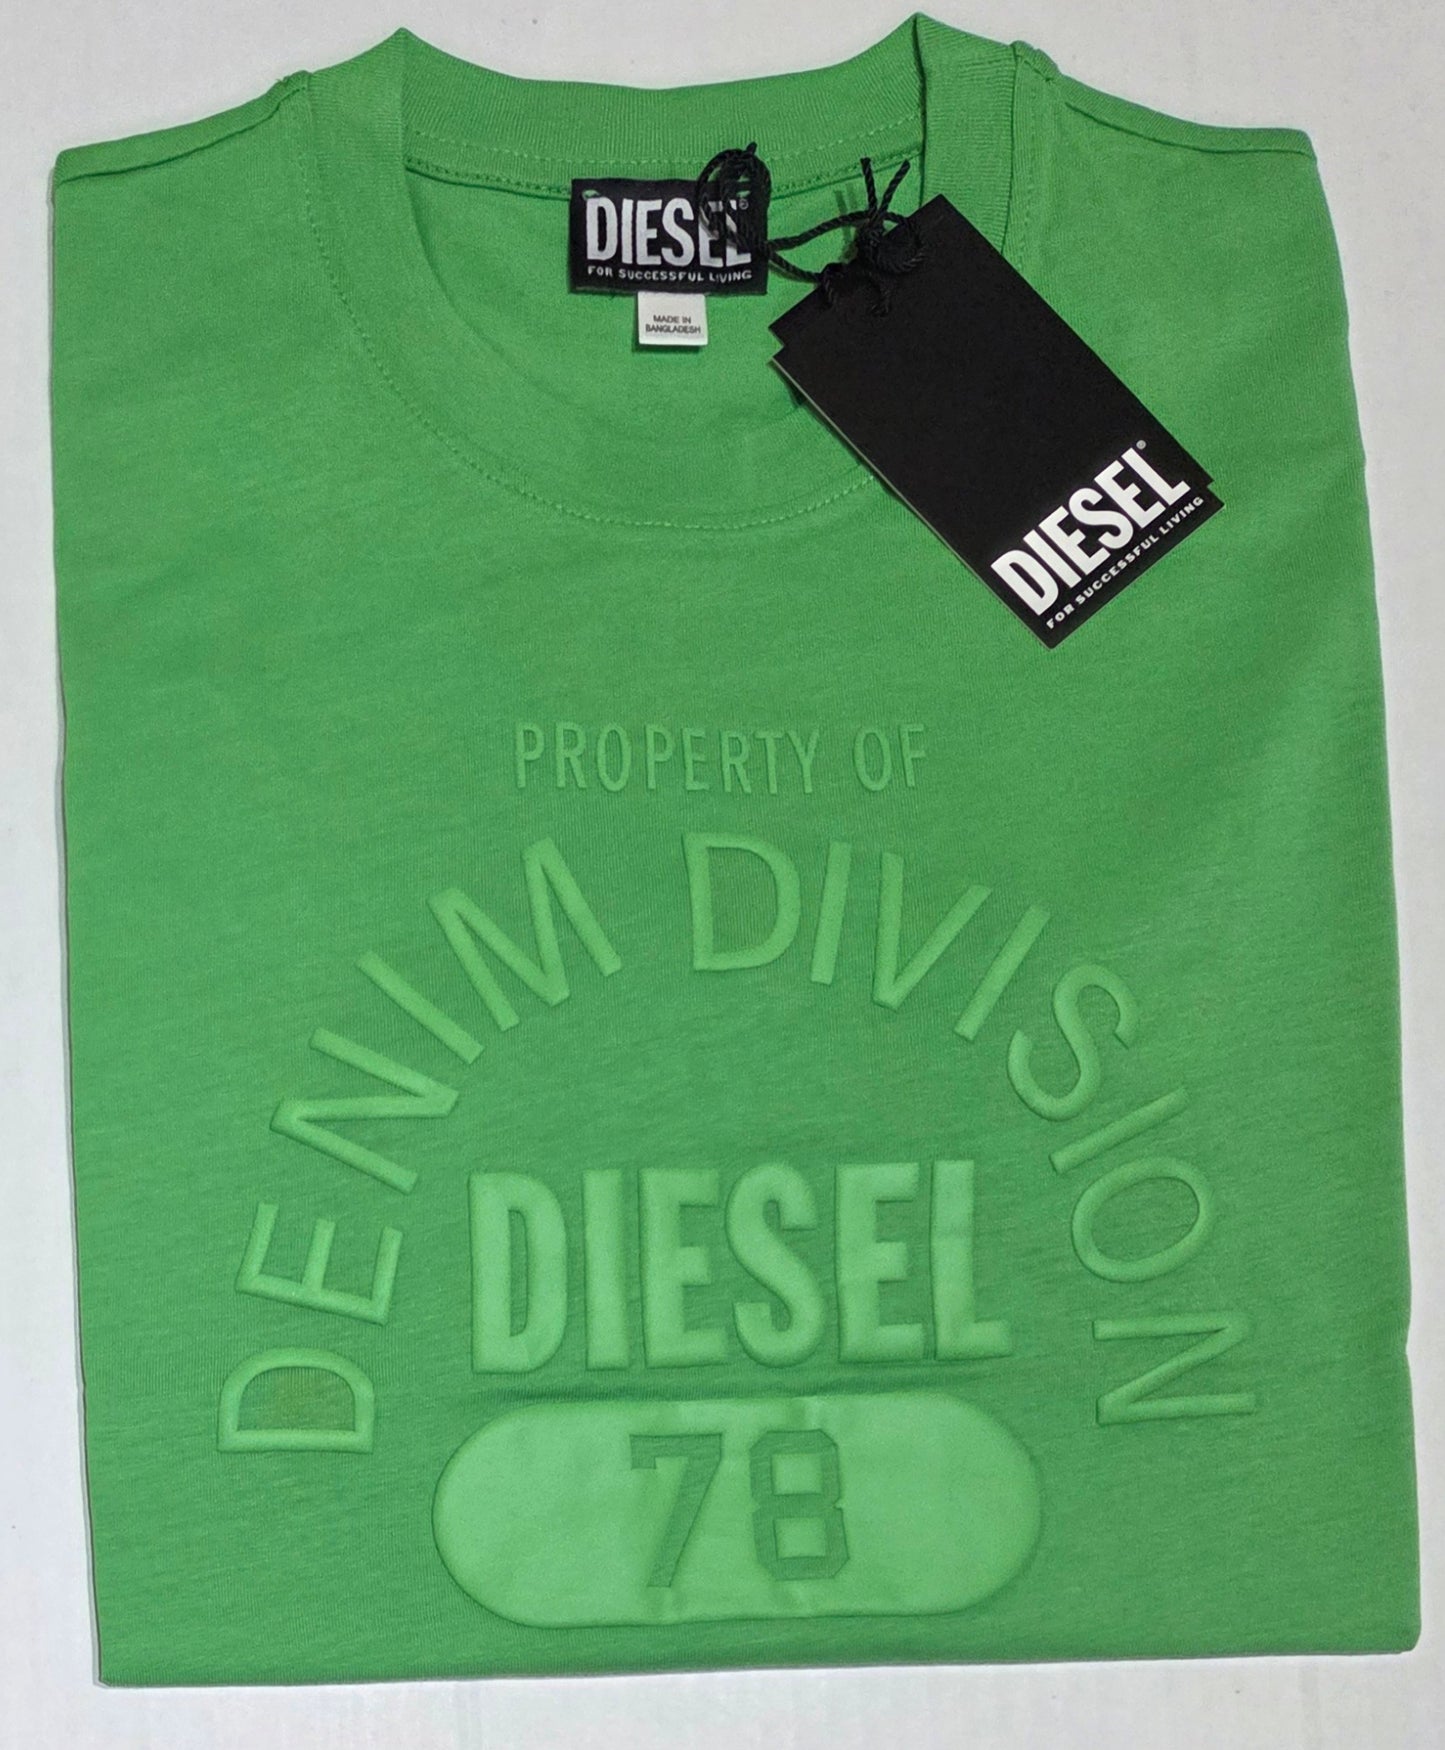 DIESEL®
FOR SUCCESSFUL LIVING
MADE IN
BANGLADESH
DIESEL®
FOR SUCCESSFUL LIVING
PROPERTY OF
DENIM DIVISION
DIESEL
78